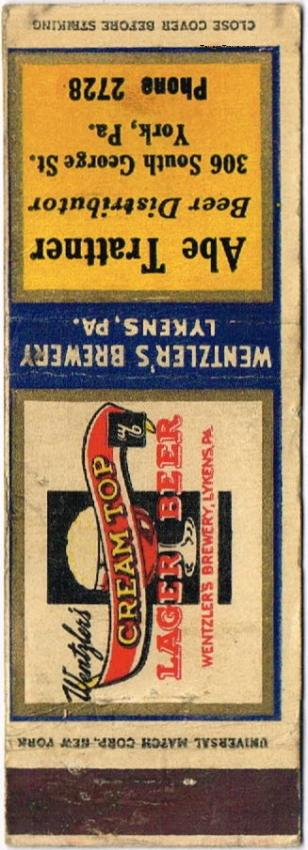 CLOSE COVER BEFORE STRIKING
Phone 2728
York, Pa.
306 South George St.
Beer Distributor
Abe Trattner
LYKENS, PA.
WENTZLER'S BREWERY
Wentzler's
CREAM TOP
LAGER BEER
WENTZLER'S BREWERY, LYKENS, PA
UNIVERSAL MATCH CORP., NEW YORK